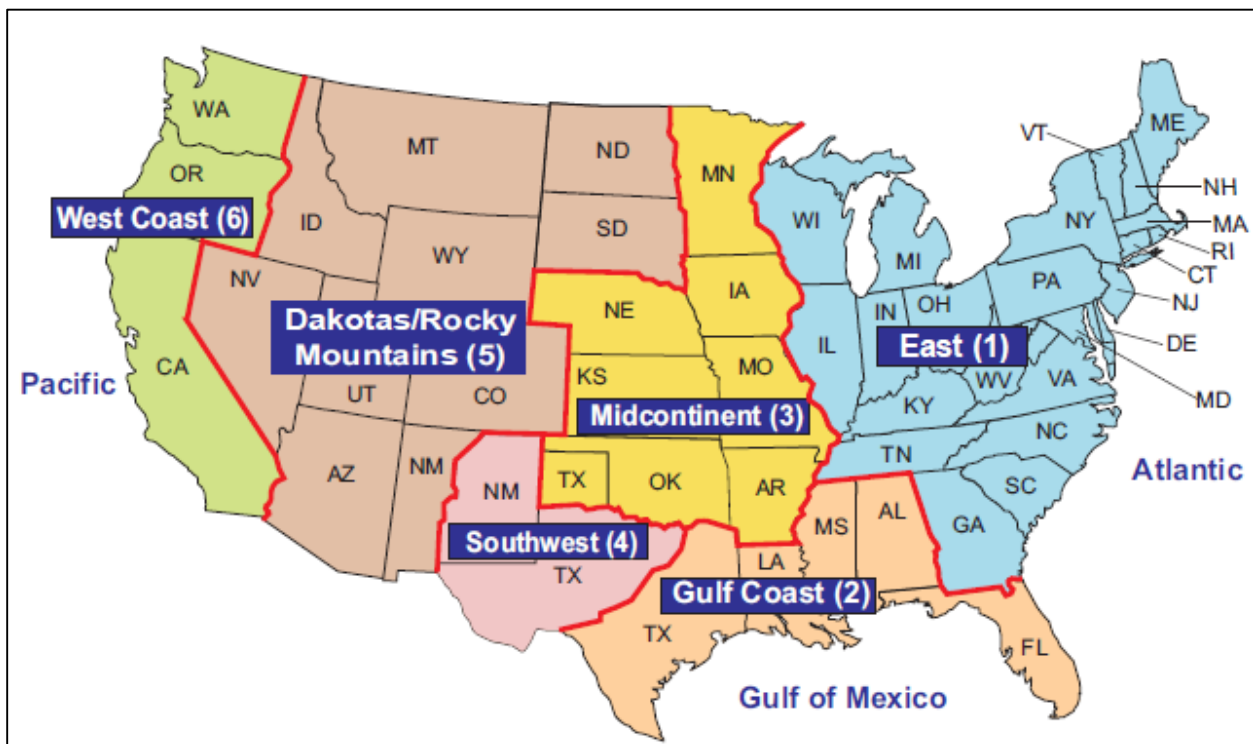 WA
MT
ND
MN
VT
ME
OR
West Coast (6)
ID
WY
SD
WI
MI
NY
NH
MA
RI
CT
NV
Dakotas/Rocky
Mountains (5)
NE
IA
IL
IN
OH
PA
NJ
East (1)
DE
Pacific
CA
UT
CO
KS
MO
WV
VA
MD
Midcontinent (3)
KY
NC
AZ
NM
NM
TX
OK
AR
TN
SC
Atlantic
Southwest (4)
TX
MS
AL
GA
LA
Gulf Coast (2)
TX
FL
Gulf of Mexico